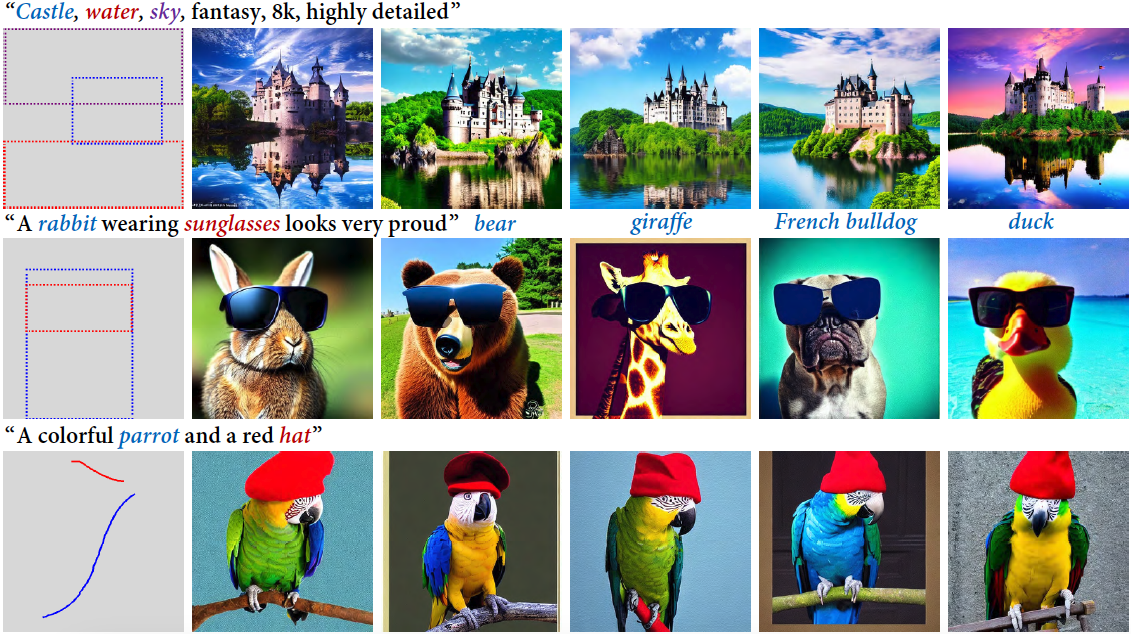 “Castle, water, sky, fantasy, 8k, highly detailed”
“A rabbit wearing sunglasses looks very proud” bear giraffe French bulldog duck
“A colorful parrot and a red hat”